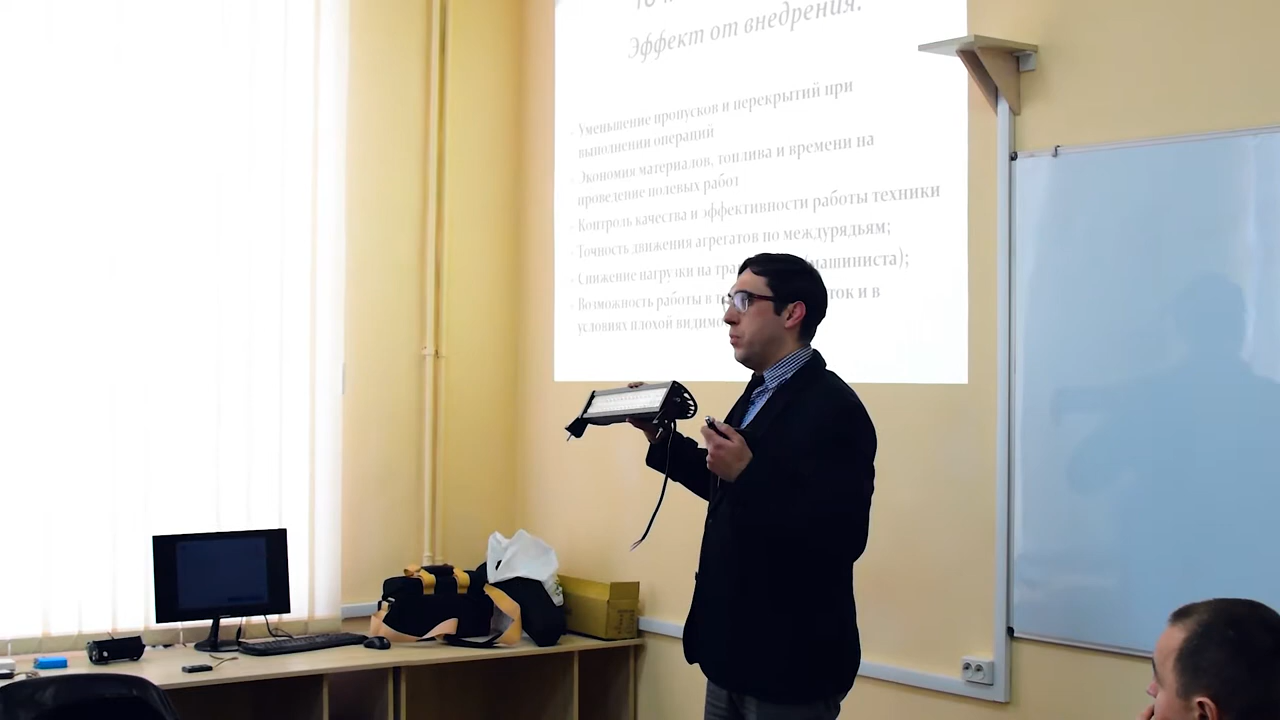 Эффект от внедрения.
- Уменьшение пропусков и перекрытий при
выполнении операций
- Экономия материалов, топлива и времени на
проведение полевых работ
- Контроль качества и эффективности работы техники
- Точность движения агрегатов по междурядьям;
- Снижение нагрузки на машиниста);
- Возможность работы в и в
условиях плохой